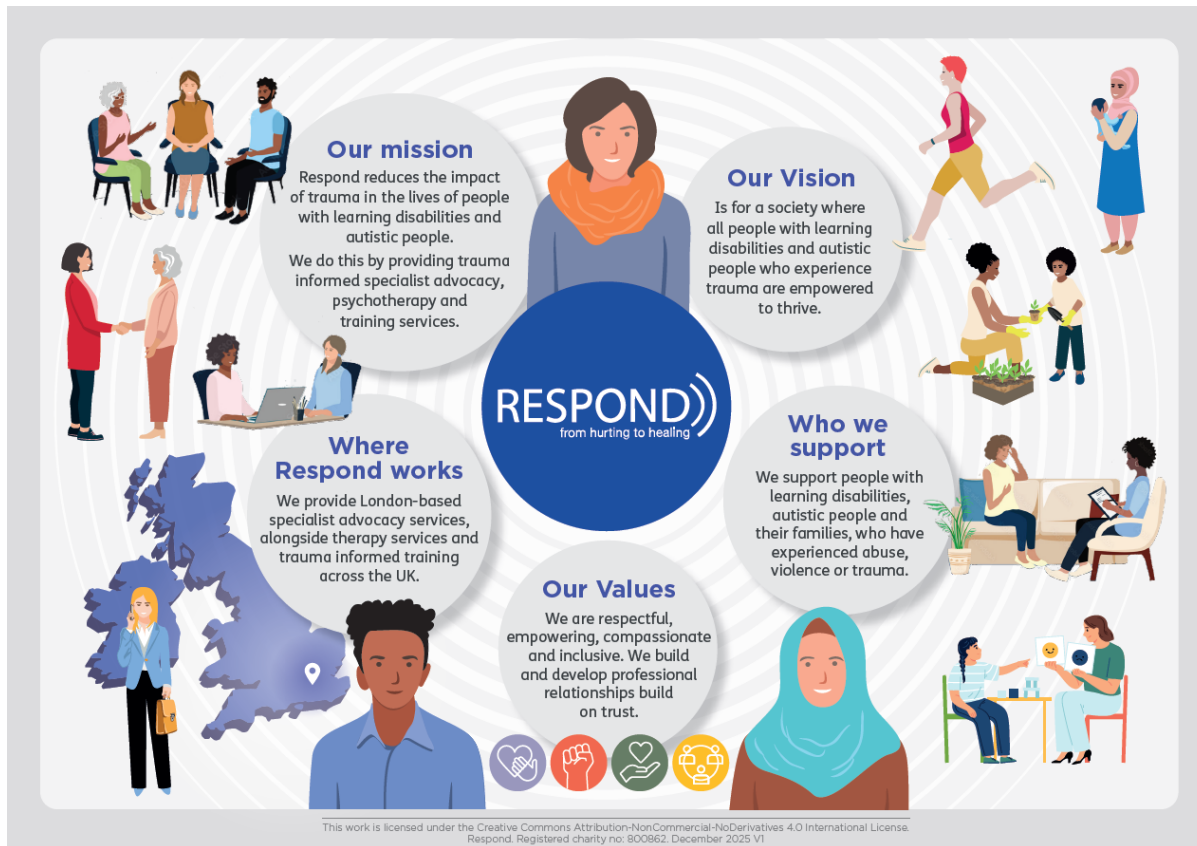 Our mission
Respond reduces the impact
of trauma in the lives of people
with learning disabilities and
autistic people.
We do this by providing trauma
informed specialist advocacy,
psychotherapy and
training services.
Our Vision
Is for a society where
all people with learning
disabilities and autistic
people who experience
trauma are empowered
to thrive.
RESPOND
from hurting to healing
Where
Respond works
We provide London-based
specialist advocacy services,
alongside therapy services and
trauma informed training
across the UK.
Who we
support
We support people with
learning disabilities,
autistic people and
their families, who have
experienced abuse,
violence or trauma.
Our Values
We are respectful,
empowering, compassionate
and inclusive. We build
and develop professional
relationships build
on trust.
This work is licensed under the Creative Commons Attribution-NonCommercial-NoDerivatives 4.0 International License.
Respond. Registered charity no: 800862. December 2025 V1